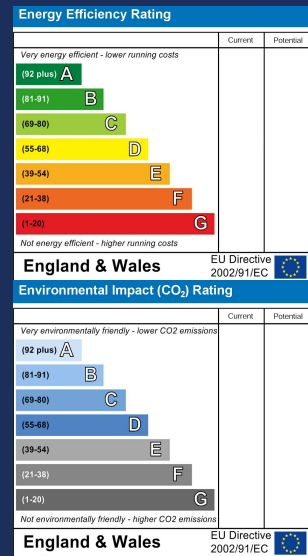 Energy Efficiency Rating
Current Potential
Very energy efficient - lower running costs
(92 plus) A
(81-91) B
(69-80) C
(55-68) D
(39-54) E
(21-38) F
(1-20) G
Not energy efficient - higher running costs
England & Wales EU Directive
2002/91/EC
Environmental Impact (CO₂) Rating
Current Potential
Very environmentally friendly - lower CO2 emissions
(92 plus) A
(81-91) B
(69-80) C
(55-68) D
(39-54) E
(21-38) F
(1-20) G
Not environmentally friendly - higher CO2 emissions
England & Wales EU Directive
2002/91/EC